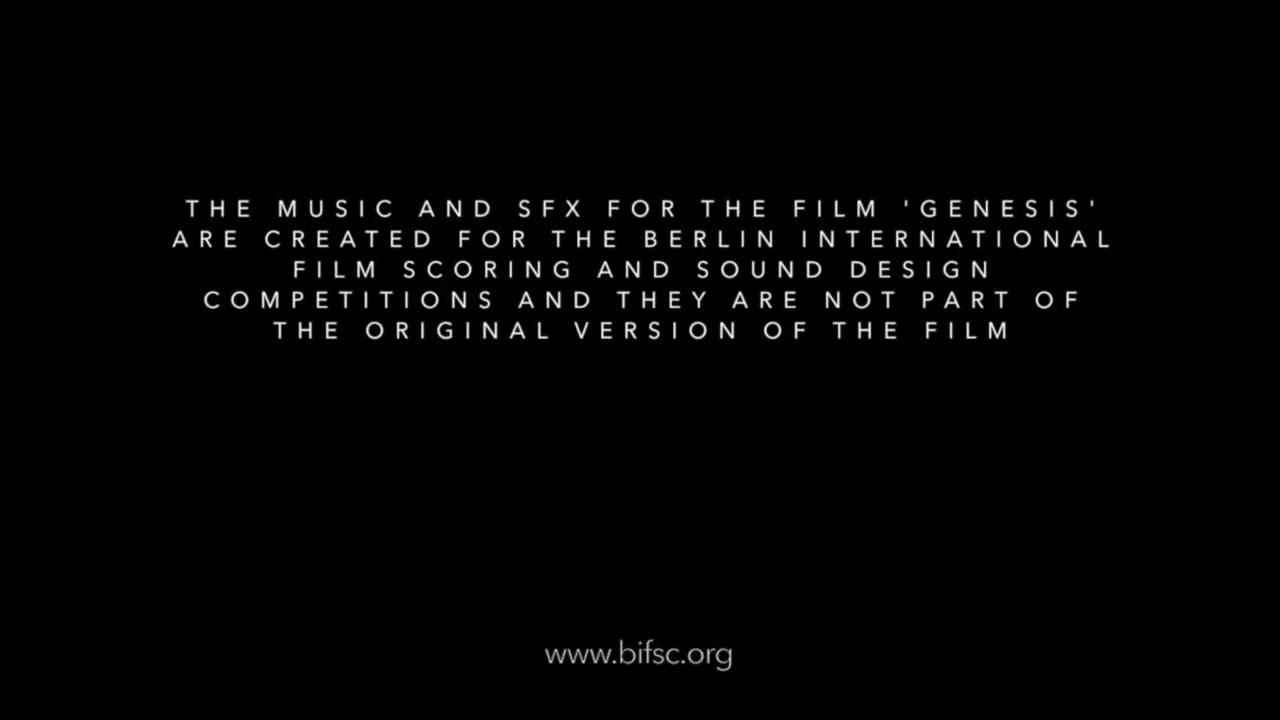 THE MUSIC AND SFX FOR THE FILM 'GENESIS'
ARE CREATED FOR THE BERLIN INTERNATIONAL
FILM SCORING AND SOUND DESIGN
COMPETITIONS AND THEY ARE NOT PART OF
THE ORIGINAL VERSION OF THE FILM
www.bifsc.org